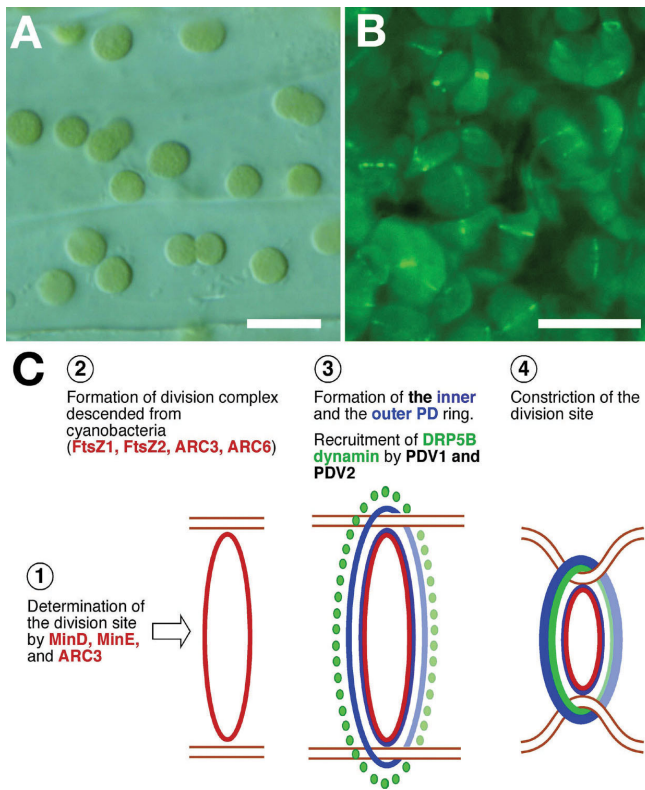 A
B
C
2
Formation of division complex
descended from
cyanobacteria
(FtsZ1, FtsZ2, ARC3, ARC6)
3
Formation of the inner
and the outer PD ring.
Recruitment of DRP5B
dynamin by PDV1 and
PDV2
4
Constriction of the
division site
1
Determination of
the division site
by MinD, MinE,
and ARC3